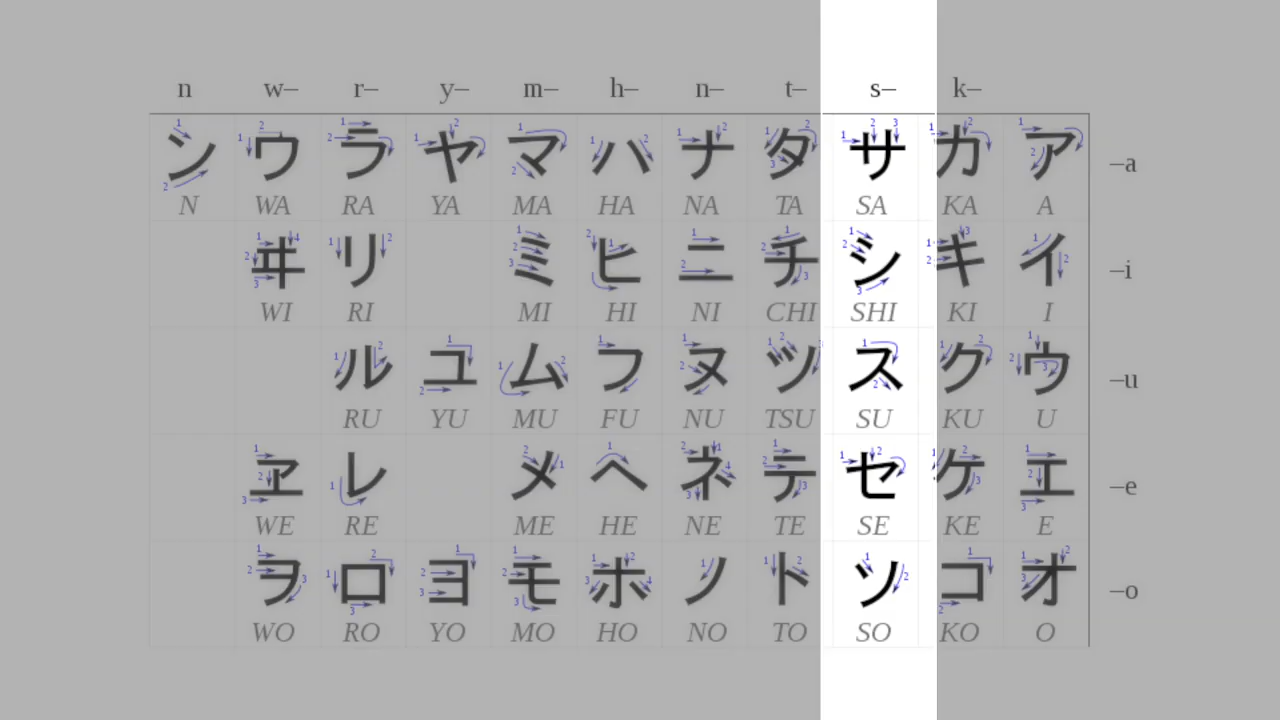 n w– r– y– m– h– n– t– s– k–
シ ウ ラ ヤ マ ハ ナ タ サ カ ア –a
N WA RA YA MA HA NA TA SA KA A
ヰ リ ミ ヒ ニ チ シ キ イ –i
WI RI MI HI NI CHI SHI KI I
ル ユ ム フ ヌ ツ ス ク ウ –u
RU YU MU FU NU TSU SU KU U
ヱ レ メ ヘ ネ テ セ ケ エ –e
WE RE ME HE NE TE SE KE E
ヲ ロ ヨ モ ホ ノ ト ソ コ オ –o
WO RO YO MO HO NO TO SO KO O